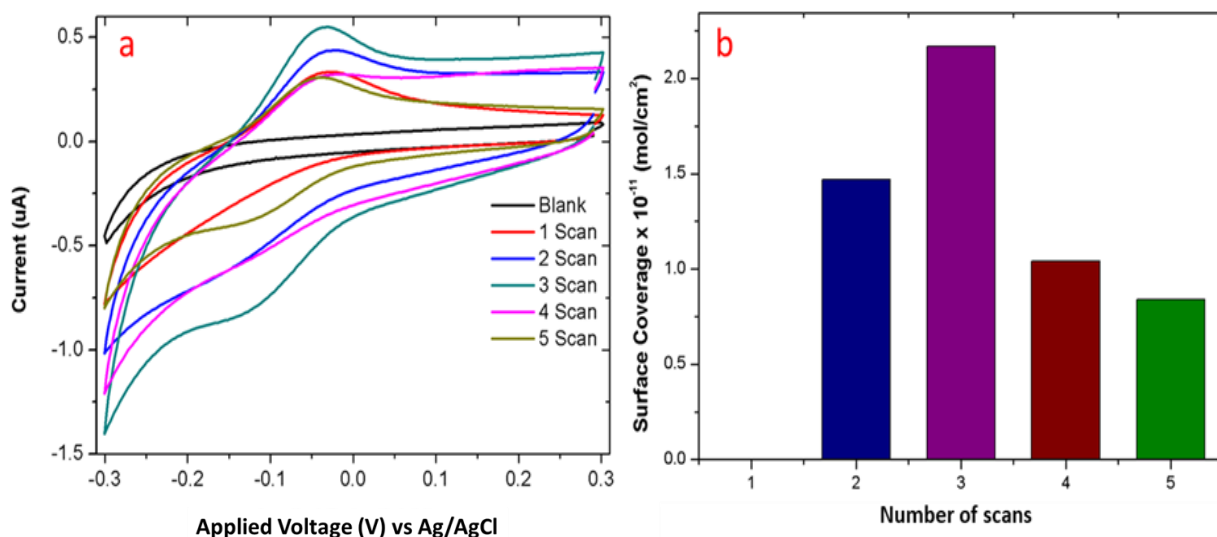 a
0.5
0.0
-0.5
-1.0
-1.5
Current (uA)
Blank
1 Scan
2 Scan
3 Scan
4 Scan
5 Scan
-0.3
-0.2
-0.1
0.0
0.1
0.2
0.3
Applied Voltage (V) vs Ag/AgCl
b
2.0
1.5
1.0
0.5
0.0
Surface Coverage x 10⁻¹¹ (mol/cm²)
1
2
3
4
5
Number of scans